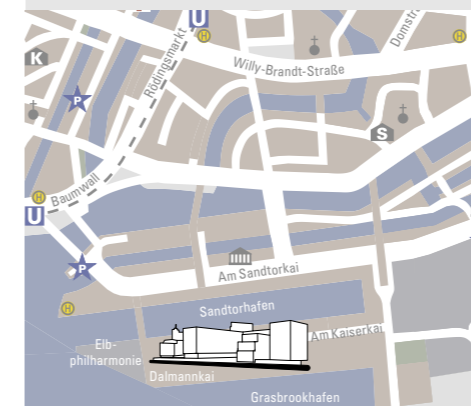 U
H
H
Domstr
Rödingsmarkt
Willy-Brandt-Straße
K
P
S
H
Baumwall
U
P
Am Sandtorkai
H
Sandtorhafen
Am Kaiserkai
Elb-
philharmonie
Dalmannkai
Grasbrookhafen